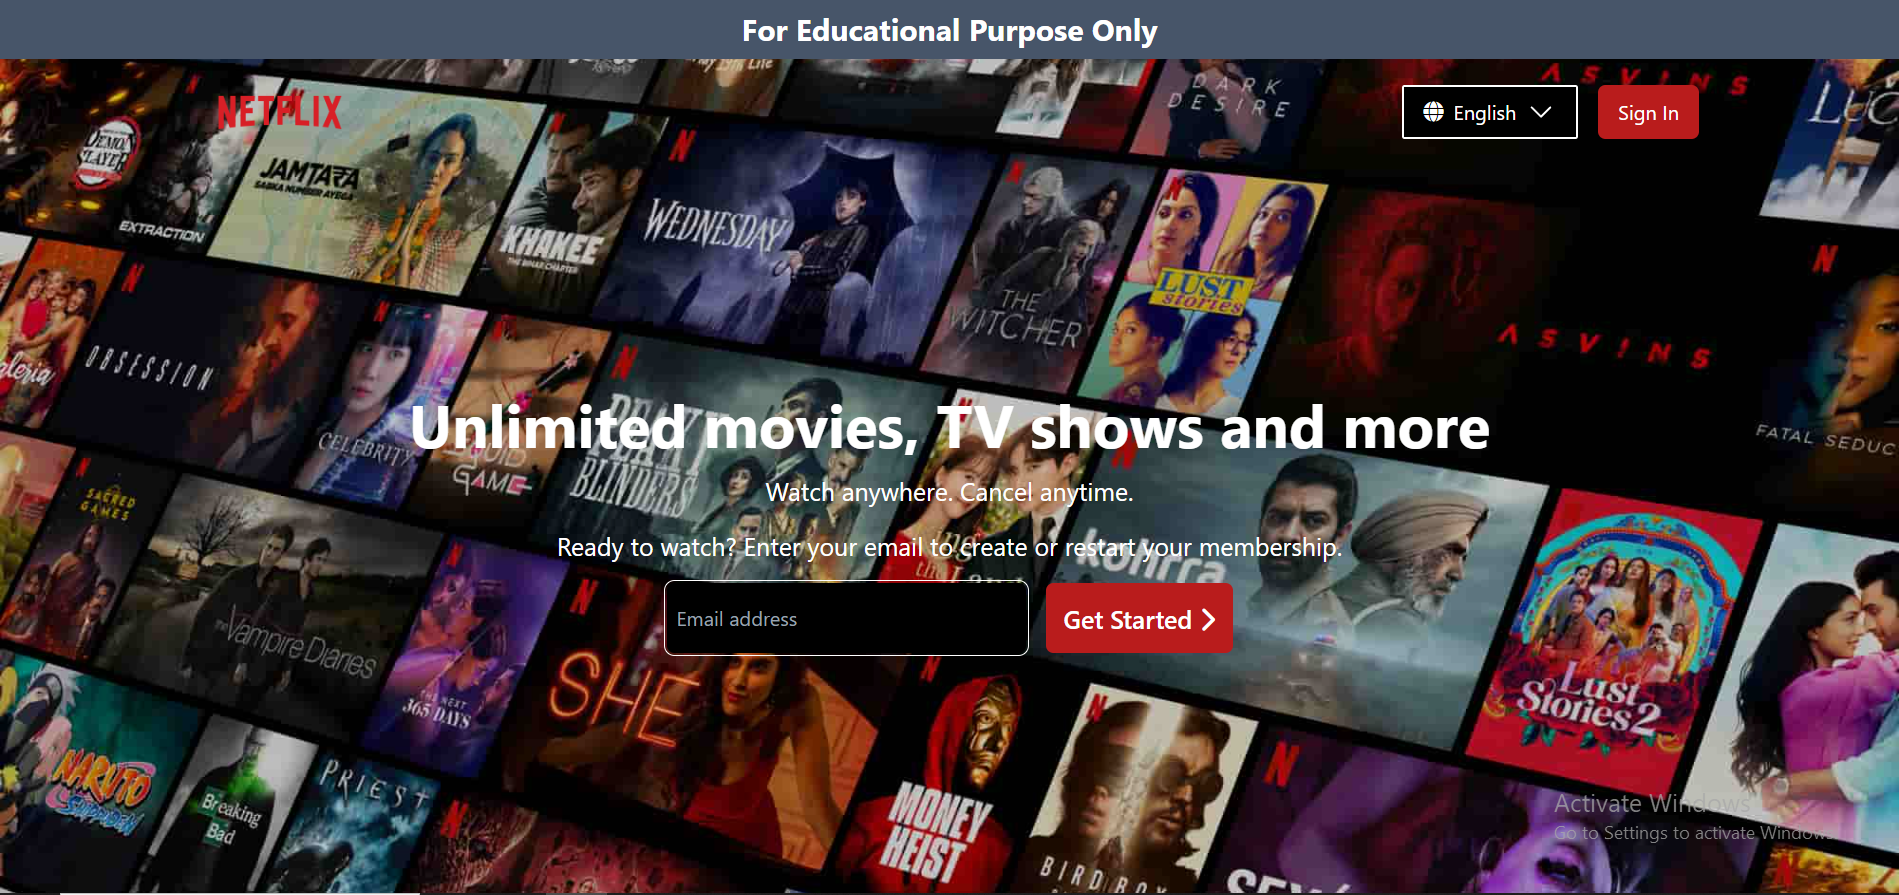 For Educational Purpose Only
NETFLIX
English
Sign In
My Life
DARK
DESIRE
ASVINS
DEMON
SLAYER
EXTRACTION
JAMTARA
SABKA NUMBER AYEGA
KHAKEE
THE BIHAR CHAPTER
WEDNESDAY
THE
WITCHER
LUST
stories
ASVINS
OBSESSION
CELEBRITY
GAME
PEAKY
BLINDERS
FATAL SEDUC
Unlimited movies, TV shows and more
Watch anywhere. Cancel anytime.
Ready to watch? Enter your email to create or restart your membership.
Email address
Get Started
SACRED
GAMES
the Vampire Diaries
THE NEXT
365 DAYS
kohrra
SHE
Lust
Stories 2
NARUTO
SHIPPUDEN
Breaking
Bad
PRIEST
MONEY
HEIST
BIRD BOX
Activate Windows
Go to Settings to activate Windows.